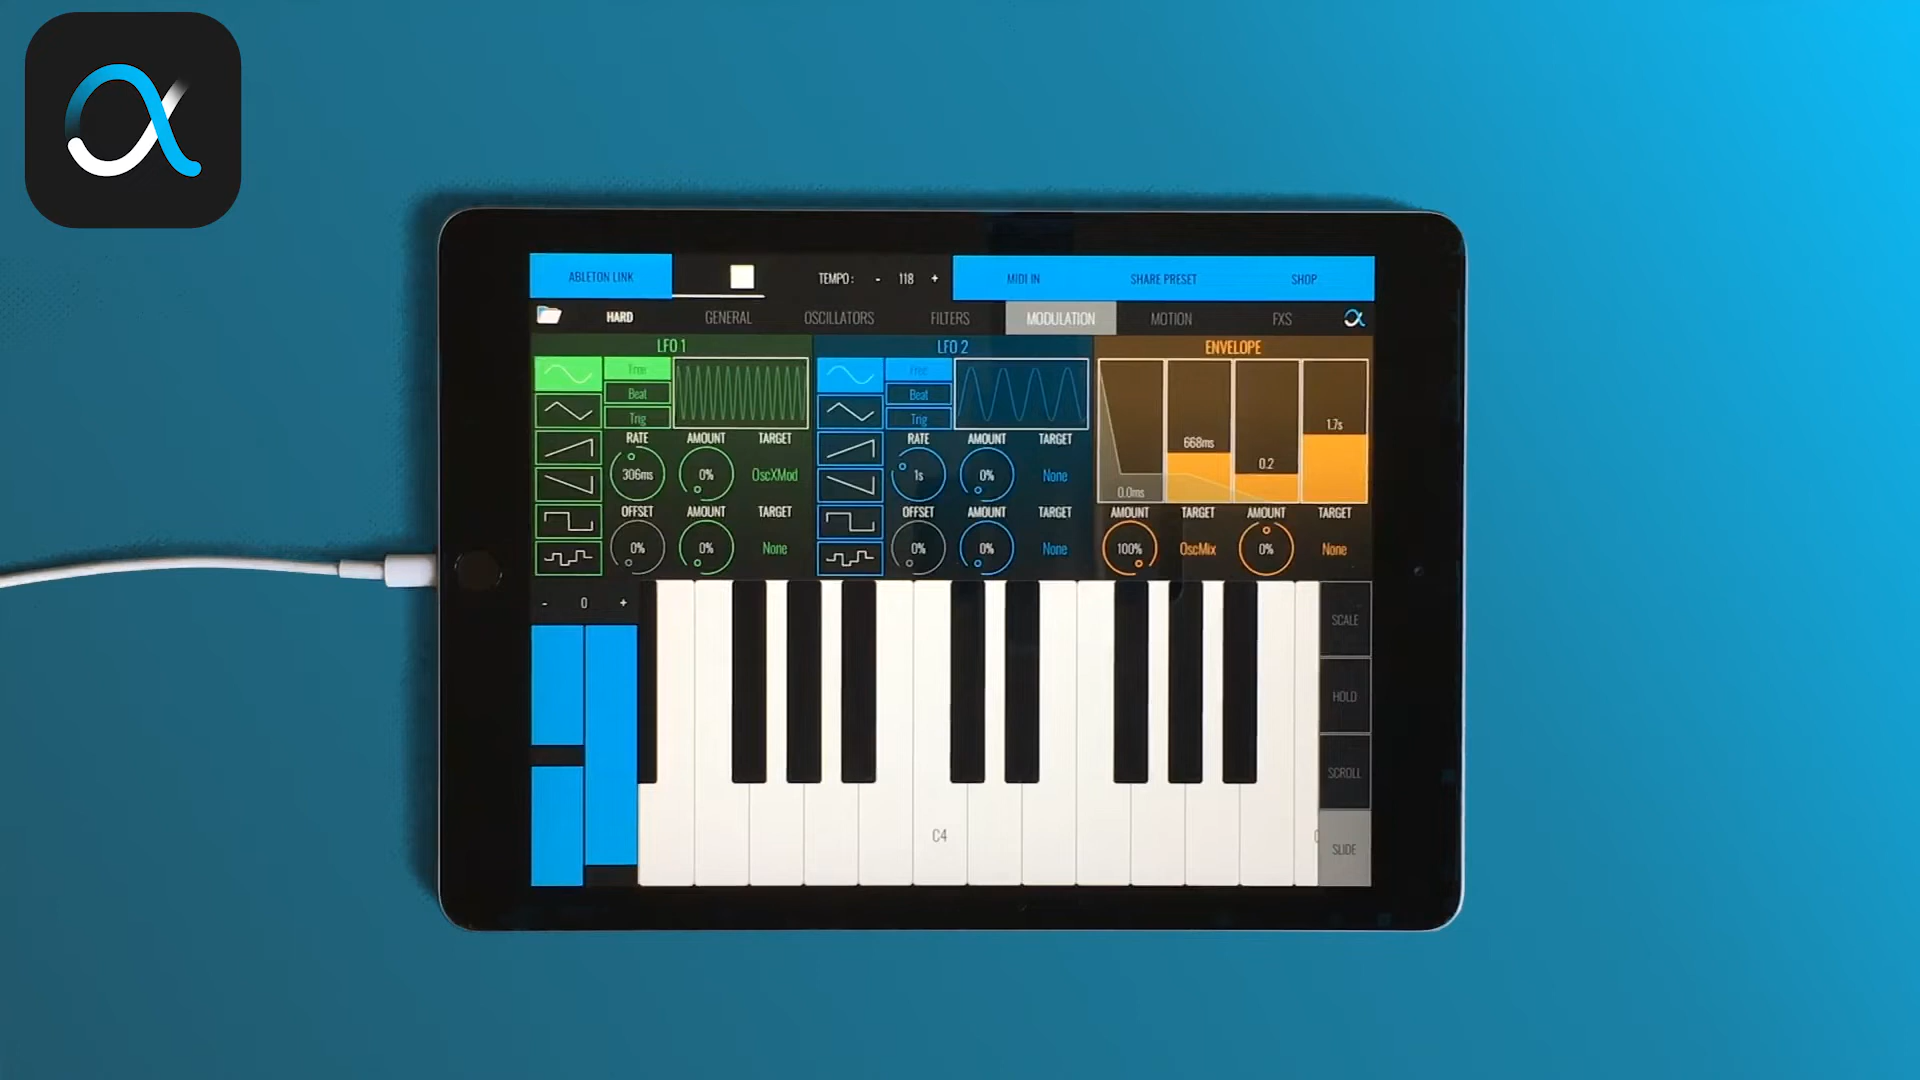 ABLETON LINK TEMPO: - 118 + MIDI IN SHARE PRESET SHOP
HARD GENERAL OSCILLATORS FILTERS MODULATION MOTION FXS
LFO 1 LFO 2 ENVELOPE
Free Free
Beat Beat
Trig Trig
1.7s
668ms
0.2
0.0ms
RATE AMOUNT TARGET RATE AMOUNT TARGET
306ms 0% OscXMod 1s 0% None
OFFSET AMOUNT TARGET OFFSET AMOUNT TARGET AMOUNT TARGET AMOUNT TARGET
0% 0% None 0% 0% None 100% OscMix 0% None
- 0 +
SCALE
HOLD
SCROLL
C4
SLIDE